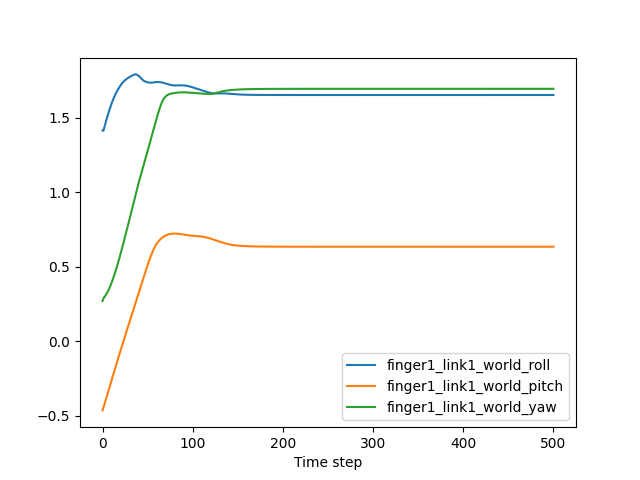 1.5
1.0
0.5
0.0
−0.5
0 100 200 300 400 500
Time step
finger1_link1_world_roll
finger1_link1_world_pitch
finger1_link1_world_yaw